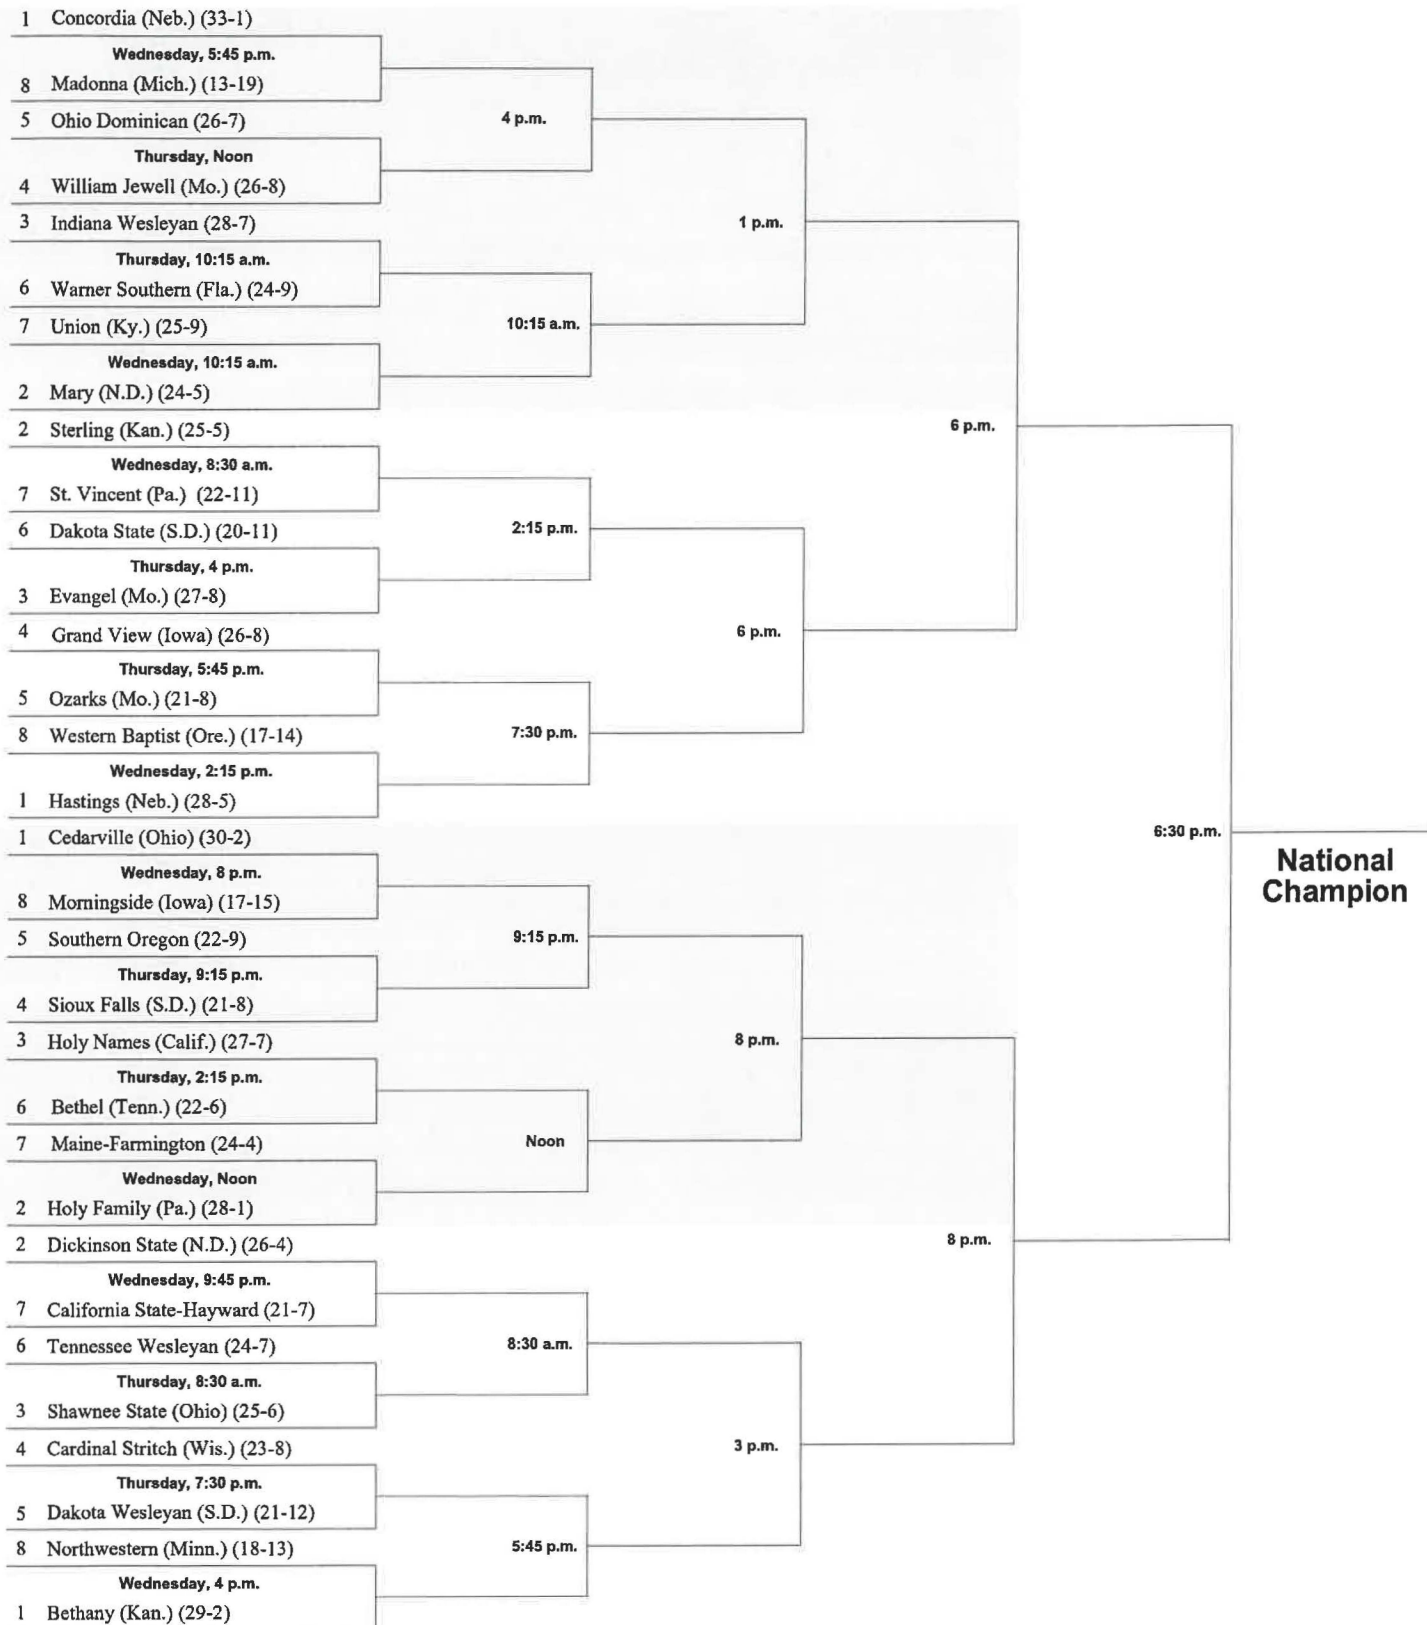 1 Concordia (Neb.) (33-1)
Wednesday, 5:45 p.m.
8 Madonna (Mich.) (13-19)
5 Ohio Dominican (26-7)
4 p.m.
Thursday, Noon
4 William Jewell (Mo.) (26-8)
3 Indiana Wesleyan (28-7)
1 p.m.
Thursday, 10:15 a.m.
6 Warner Southern (Fla.) (24-9)
7 Union (Ky.) (25-9)
10:15 a.m.
Wednesday, 10:15 a.m.
2 Mary (N.D.) (24-5)
2 Sterling (Kan.) (25-5)
6 p.m.
Wednesday, 8:30 a.m.
7 St. Vincent (Pa.) (22-11)
6 Dakota State (S.D.) (20-11)
2:15 p.m.
Thursday, 4 p.m.
3 Evangel (Mo.) (27-8)
4 Grand View (Iowa) (26-8)
6 p.m.
Thursday, 5:45 p.m.
5 Ozarks (Mo.) (21-8)
8 Western Baptist (Ore.) (17-14)
7:30 p.m.
Wednesday, 2:15 p.m.
1 Hastings (Neb.) (28-5)
1 Cedarville (Ohio) (30-2)
6:30 p.m.
National
Champion
Wednesday, 8 p.m.
8 Morningside (Iowa) (17-15)
5 Southern Oregon (22-9)
9:15 p.m.
Thursday, 9:15 p.m.
4 Sioux Falls (S.D.) (21-8)
3 Holy Names (Calif.) (27-7)
8 p.m.
Thursday, 2:15 p.m.
6 Bethel (Tenn.) (22-6)
7 Maine-Farmington (24-4)
Noon
Wednesday, Noon
2 Holy Family (Pa.) (28-1)
2 Dickinson State (N.D.) (26-4)
8 p.m.
Wednesday, 9:45 p.m.
7 California State-Hayward (21-7)
6 Tennessee Wesleyan (24-7)
8:30 a.m.
Thursday, 8:30 a.m.
3 Shawnee State (Ohio) (25-6)
4 Cardinal Stritch (Wis.) (23-8)
3 p.m.
Thursday, 7:30 p.m.
5 Dakota Wesleyan (S.D.) (21-12)
8 Northwestern (Minn.) (18-13)
5:45 p.m.
Wednesday, 4 p.m.
1 Bethany (Kan.) (29-2)